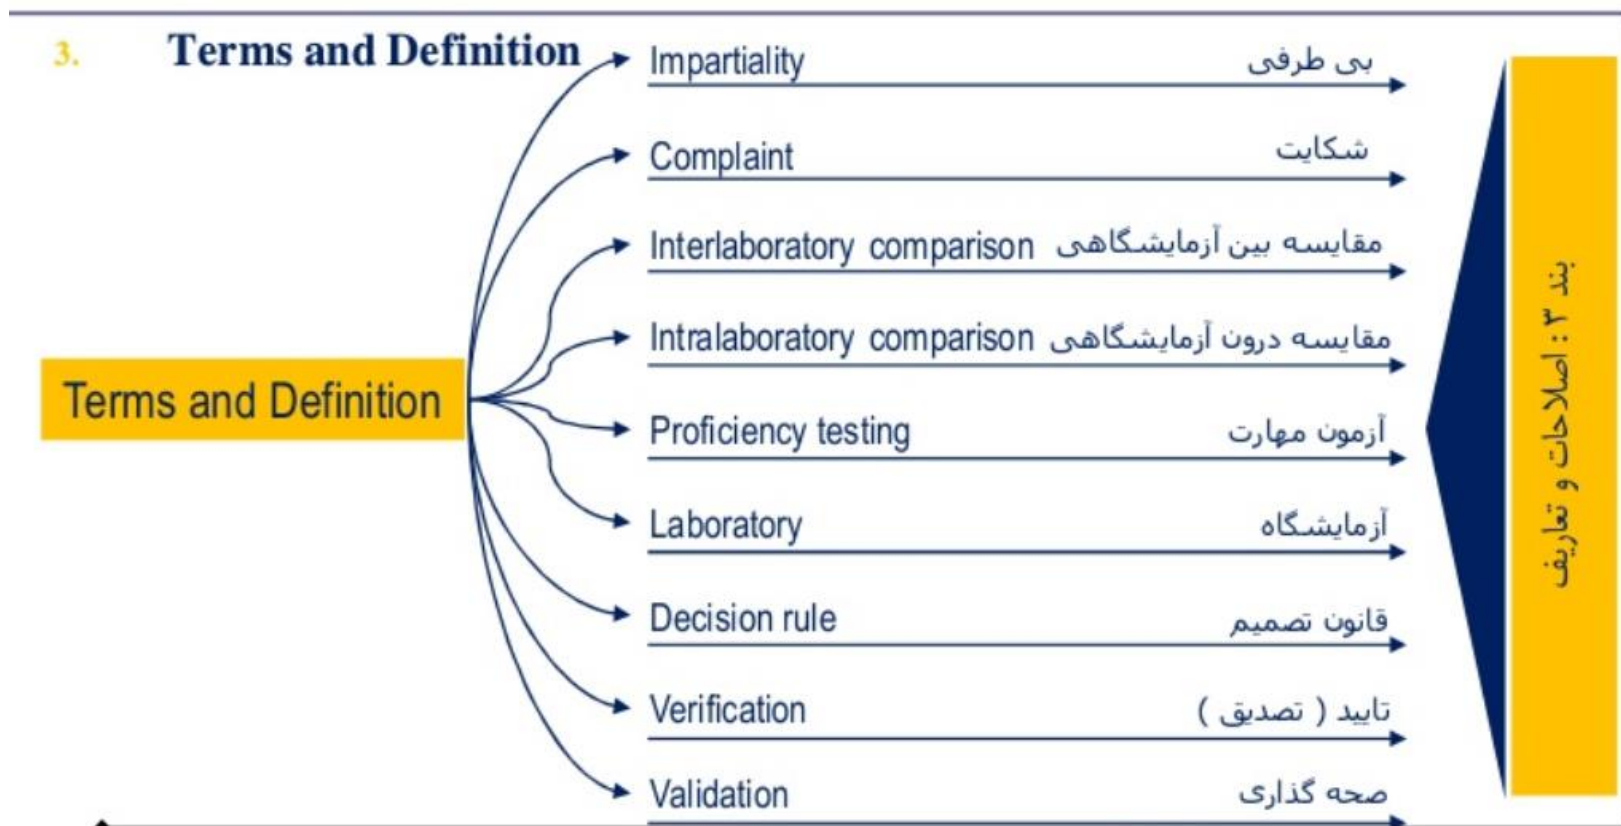 3. Terms and Definition
Terms and Definition
Impartiality بی طرفی
Complaint شکایت
Interlaboratory comparison مقایسه بین آزمایشگاهی
Intralaboratory comparison مقایسه درون آزمایشگاهی
Proficiency testing آزمون مهارت
Laboratory آزمایشگاه
Decision rule قانون تصمیم
Verification تایید ( تصدیق )
Validation صحه گذاری
بند ۳ : اصلاحات و تعاریف